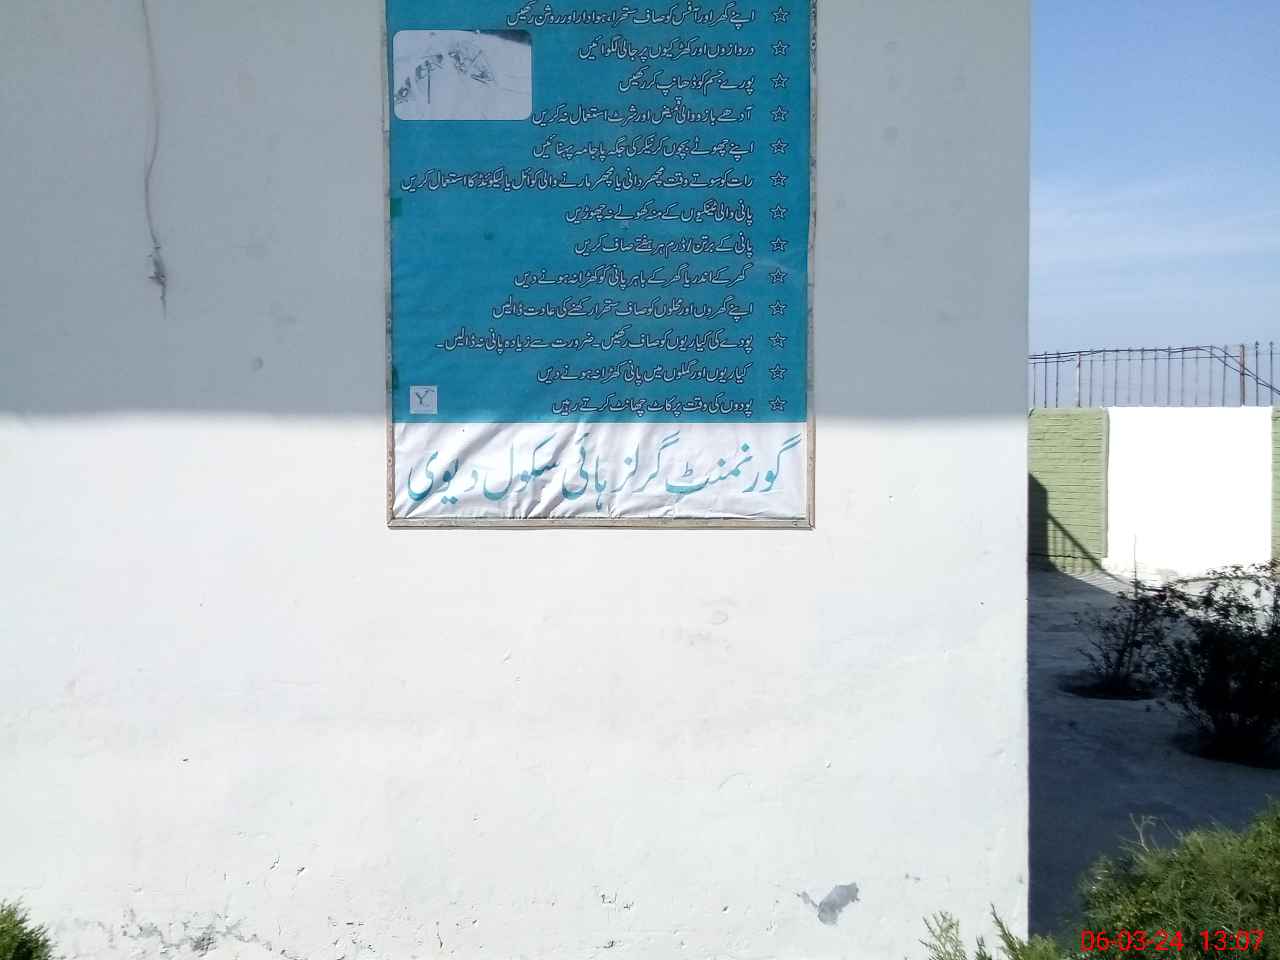 ☆ اپنے گھر اور آفس کو صاف ستھرا، ہوادار اور روشن رکھیں
☆ دروازوں اور کھڑکیوں پر جالی لگوائیں
☆ پورے جسم کو ڈھانپ کر رکھیں
☆ آدھے بازو والی قمیض اور شرٹ استعمال نہ کریں
☆ اپنے چھوٹے بچوں کر نیکر کی جگہ پاجامہ پہنائیں
☆ رات کو سوتے وقت مچھر دانی یا مچھر مارنے والی کوائل یا لیکوئڈ کا استعمال کریں
☆ پانی والی ٹینکیوں کے منہ کھولے نہ چھوڑیں
☆ پانی کے برتن/ڈرم ہر ہفتے صاف کریں
☆ گھر کے اندر یا گھر کے باہر پانی کو کھڑا نہ ہونے دیں
☆ اپنے گھروں اور محلوں کو صاف ستھرا رکھنے کی عادت ڈالیں
☆ پودے کی کیاریوں کو صاف رکھیں۔ ضرورت سے زیادہ پانی نہ ڈالیں۔
☆ کیاریوں اور گملوں میں پانی کھڑا نہ ہونے دیں
☆ پودوں کی وقت پر کاٹ چھانٹ کرتے رہیں
Y
گورنمنٹ گرلز ہائی سکول دیوی
06-03-24 13:07